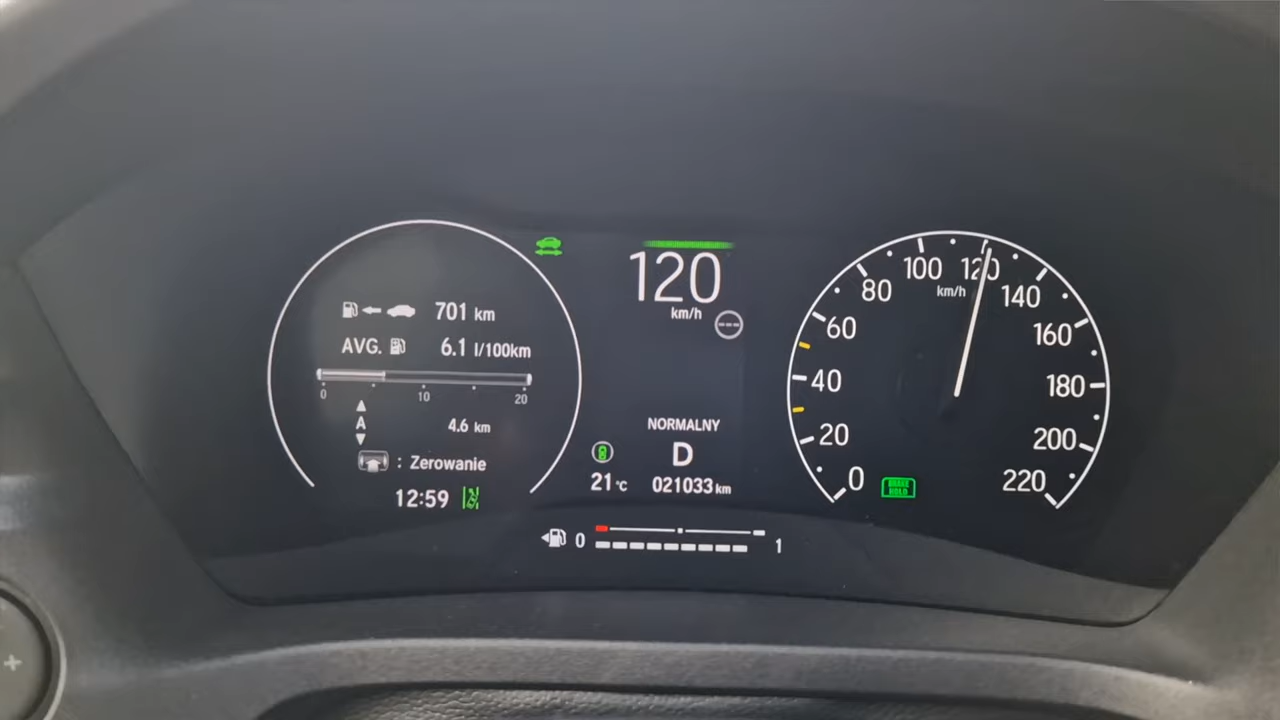 701 km
AVG. 6.1 l/100km
0 10 20
A 4.6 km
: Zerowanie
12:59
120
km/h
---
NORMALNY
D
21°C 021033 km
0 1
0
20
40
60
80
100
120
140
160
180
200
220
km/h
BRAKE
HOLD
+